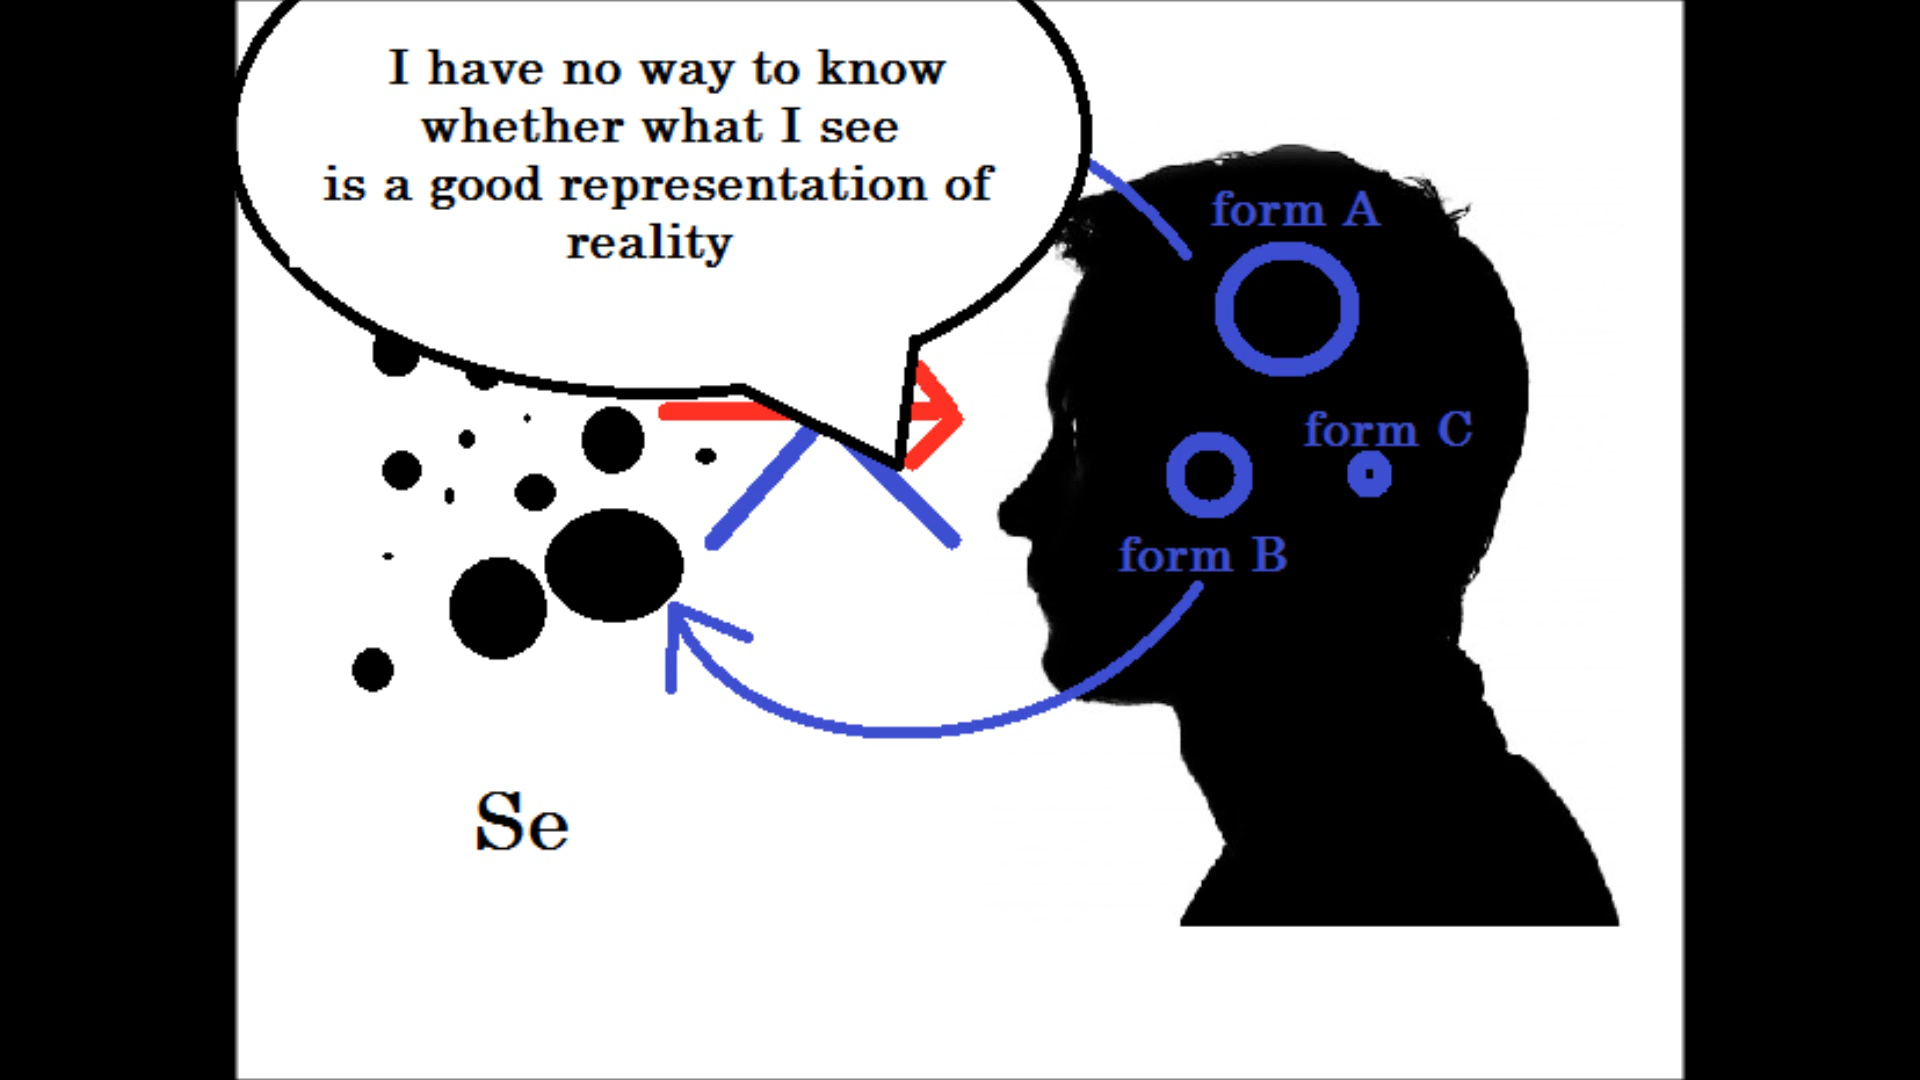 I have no way to know
whether what I see
is a good representation of
reality
form A
form C
form B
Se